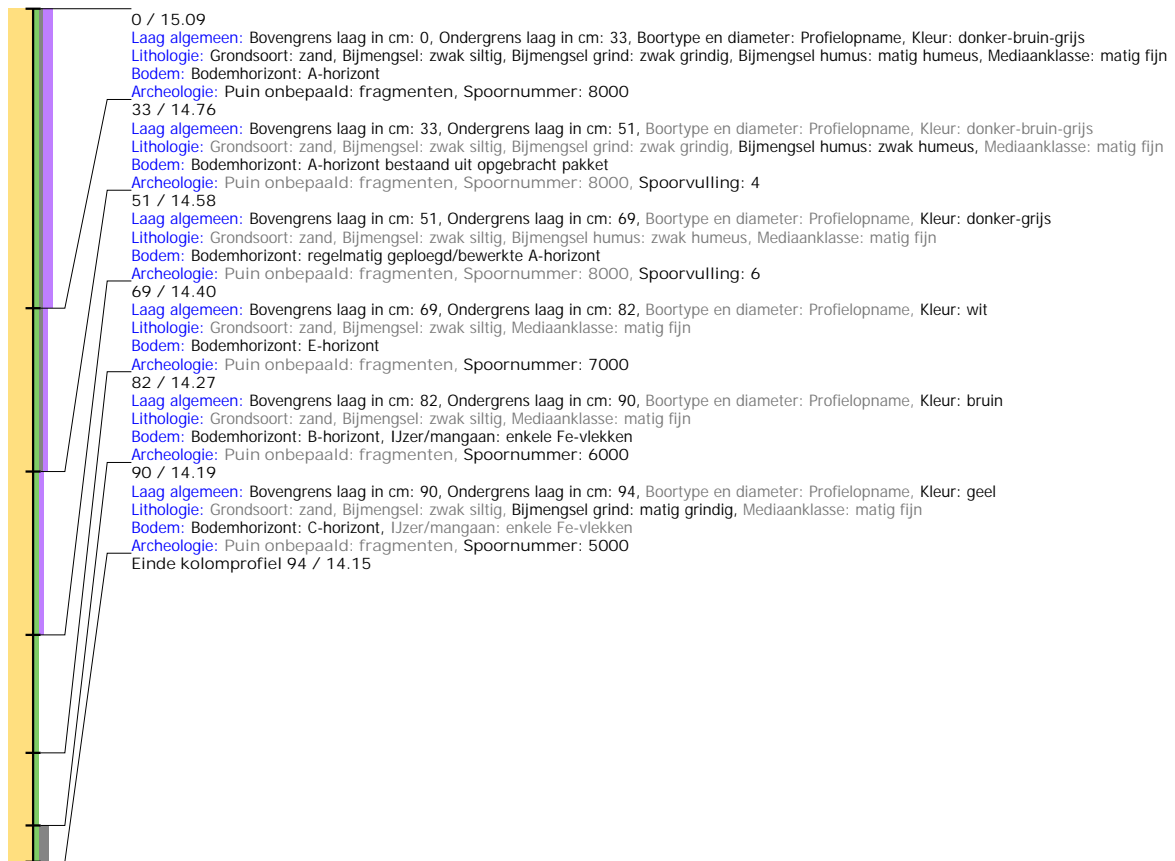 0 / 15.09
Laag algemeen: Bovengrens laag in cm: 0, Ondergrens laag in cm: 33, Boortype en diameter: Profielopname, Kleur: donker-bruin-grijs
Lithologie: Grondsoort: zand, Bijmengsel: zwak siltig, Bijmengsel grind: zwak grindig, Bijmengsel humus: matig humeus, Mediaanklasse: matig fijn
Bodem: Bodemhorizont: A-horizont
Archeologie: Puin onbepaald: fragmenten, Spoornummer: 8000
33 / 14.76
Laag algemeen: Bovengrens laag in cm: 33, Ondergrens laag in cm: 51, Boortype en diameter: Profielopname, Kleur: donker-bruin-grijs
Lithologie: Grondsoort: zand, Bijmengsel: zwak siltig, Bijmengsel grind: zwak grindig, Bijmengsel humus: zwak humeus, Mediaanklasse: matig fijn
Bodem: Bodemhorizont: A-horizont bestaand uit opgebracht pakket
Archeologie: Puin onbepaald: fragmenten, Spoornummer: 8000, Spoorvulling: 4
51 / 14.58
Laag algemeen: Bovengrens laag in cm: 51, Ondergrens laag in cm: 69, Boortype en diameter: Profielopname, Kleur: donker-grijs
Lithologie: Grondsoort: zand, Bijmengsel: zwak siltig, Bijmengsel humus: zwak humeus, Mediaanklasse: matig fijn
Bodem: Bodemhorizont: regelmatig geploegd/bewerkte A-horizont
Archeologie: Puin onbepaald: fragmenten, Spoornummer: 8000, Spoorvulling: 6
69 / 14.40
Laag algemeen: Bovengrens laag in cm: 69, Ondergrens laag in cm: 82, Boortype en diameter: Profielopname, Kleur: wit
Lithologie: Grondsoort: zand, Bijmengsel: zwak siltig, Mediaanklasse: matig fijn
Bodem: Bodemhorizont: E-horizont
Archeologie: Puin onbepaald: fragmenten, Spoornummer: 7000
82 / 14.27
Laag algemeen: Bovengrens laag in cm: 82, Ondergrens laag in cm: 90, Boortype en diameter: Profielopname, Kleur: bruin
Lithologie: Grondsoort: zand, Bijmengsel: zwak siltig, Mediaanklasse: matig fijn
Bodem: Bodemhorizont: B-horizont, IJzer/mangaan: enkele Fe-vlekken
Archeologie: Puin onbepaald: fragmenten, Spoornummer: 6000
90 / 14.19
Laag algemeen: Bovengrens laag in cm: 90, Ondergrens laag in cm: 94, Boortype en diameter: Profielopname, Kleur: geel
Lithologie: Grondsoort: zand, Bijmengsel: zwak siltig, Bijmengsel grind: matig grindig, Mediaanklasse: matig fijn
Bodem: Bodemhorizont: C-horizont, IJzer/mangaan: enkele Fe-vlekken
Archeologie: Puin onbepaald: fragmenten, Spoornummer: 5000
Einde kolomprofiel 94 / 14.15